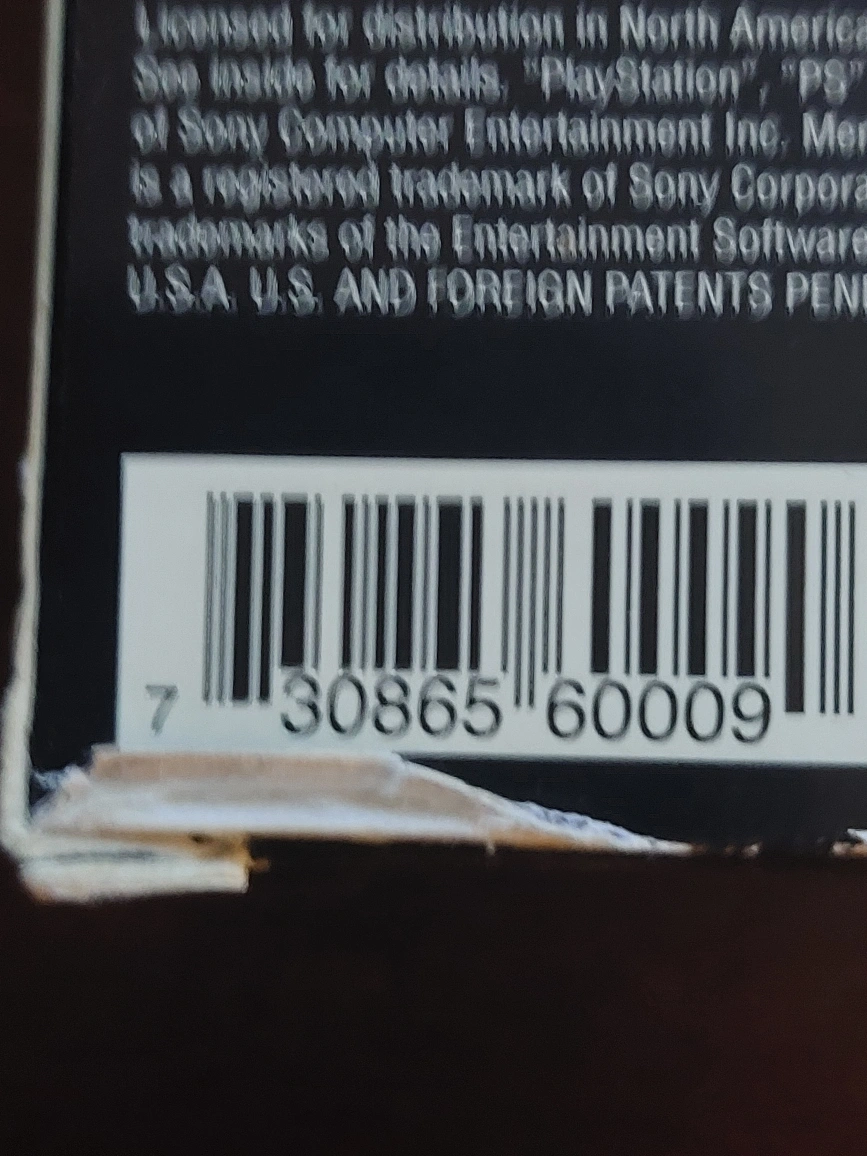 Licensed for distribution in North America
See inside for details. "PlayStation", "PS"
of Sony Computer Entertainment Inc. Mem
is a registered trademark of Sony Corpora
trademarks of the Entertainment Software
U.S.A. U.S. AND FOREIGN PATENTS PEN
7 30865 60009